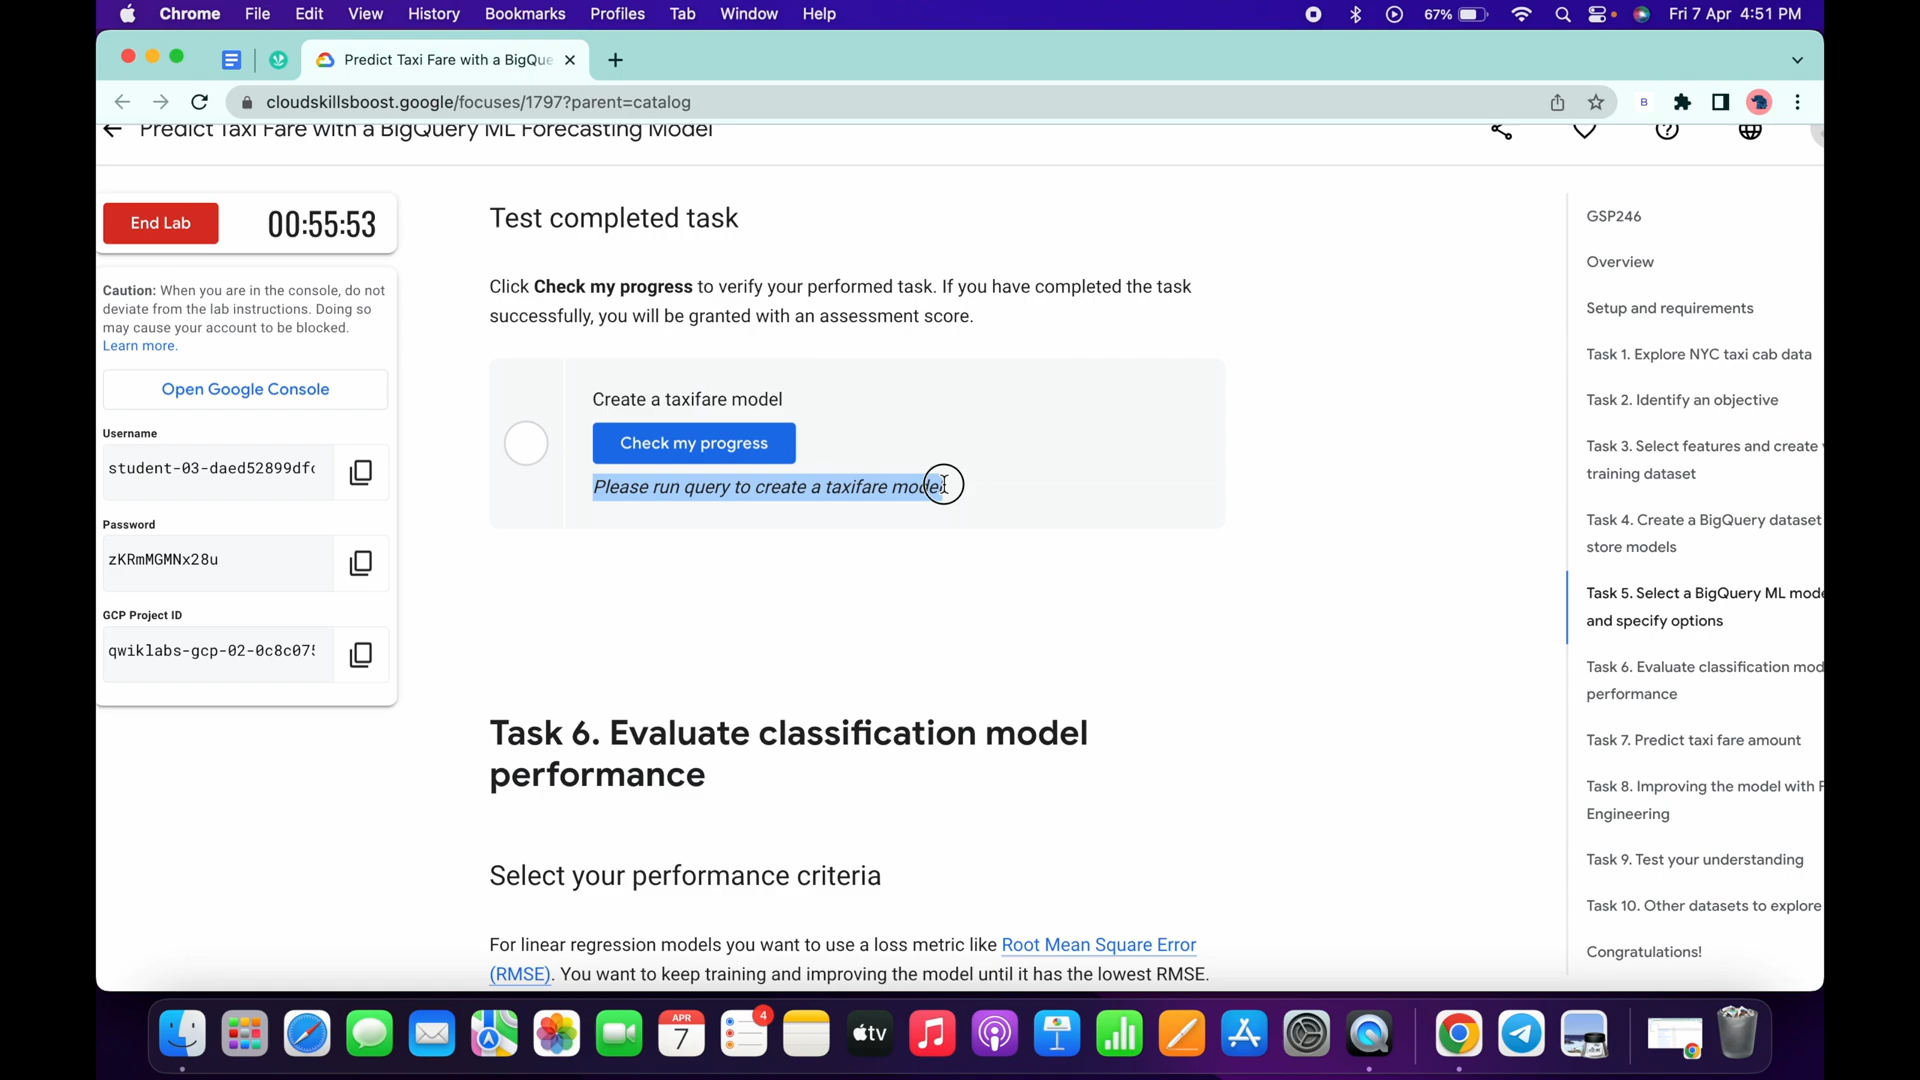 Chrome File Edit View History Bookmarks Profiles Tab Window Help 67% Fri 7 Apr 4:51 PM
Predict Taxi Fare with a BigQue
cloudskillsboost.google/focuses/1797?parent=catalog
B
Predict Taxi Fare with a BigQuery ML Forecasting Model
End Lab
00:55:53
Caution: When you are in the console, do not
deviate from the lab instructions. Doing so
may cause your account to be blocked.
Learn more.
Open Google Console
Username
student-03-daed52899dfc
Password
zKRmMGMNx28u
GCP Project ID
qwiklabs-gcp-02-0c8c075
Test completed task
Click Check my progress to verify your performed task. If you have completed the task
successfully, you will be granted with an assessment score.
Create a taxifare model
Check my progress
Please run query to create a taxifare model
Task 6. Evaluate classification model
performance
Select your performance criteria
For linear regression models you want to use a loss metric like Root Mean Square Error
(RMSE). You want to keep training and improving the model until it has the lowest RMSE.
GSP246
Overview
Setup and requirements
Task 1. Explore NYC taxi cab data
Task 2. Identify an objective
Task 3. Select features and create
training dataset
Task 4. Create a BigQuery dataset
store models
Task 5. Select a BigQuery ML mode
and specify options
Task 6. Evaluate classification mod
performance
Task 7. Predict taxi fare amount
Task 8. Improving the model with F
Engineering
Task 9. Test your understanding
Task 10. Other datasets to explore
Congratulations!
APR
7
4
tv